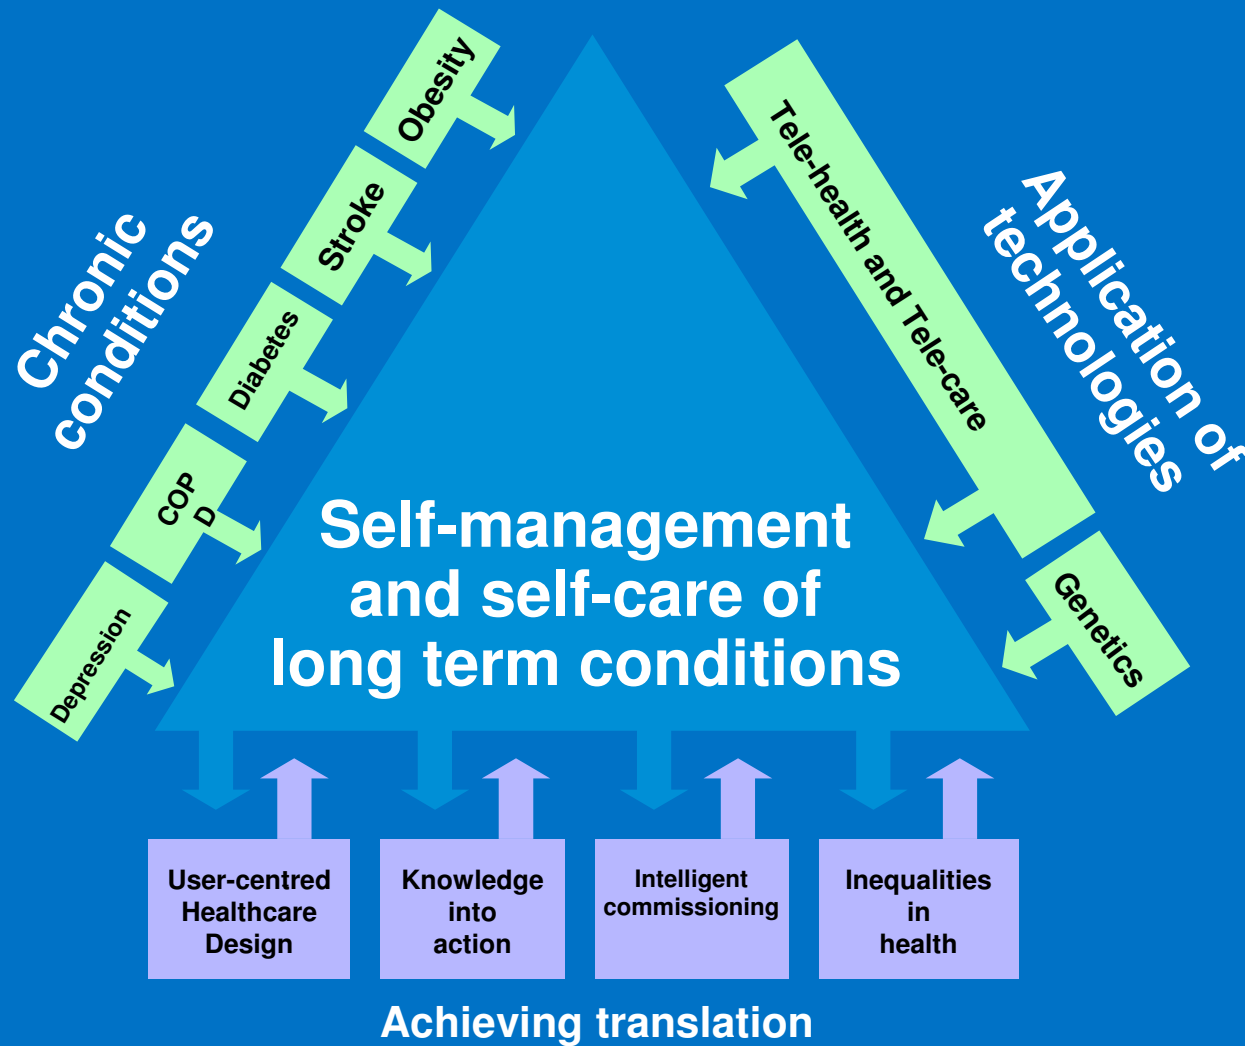 Chronic
conditions
Obesity
Stroke
Diabetes
COP
D
Depression
Application of
technologies
Tele-health and Tele-care
Genetics
Self-management
and self-care of
long term conditions
User-centred
Healthcare
Design
Knowledge
into
action
Intelligent
commissioning
Inequalities
in
health
Achieving translation